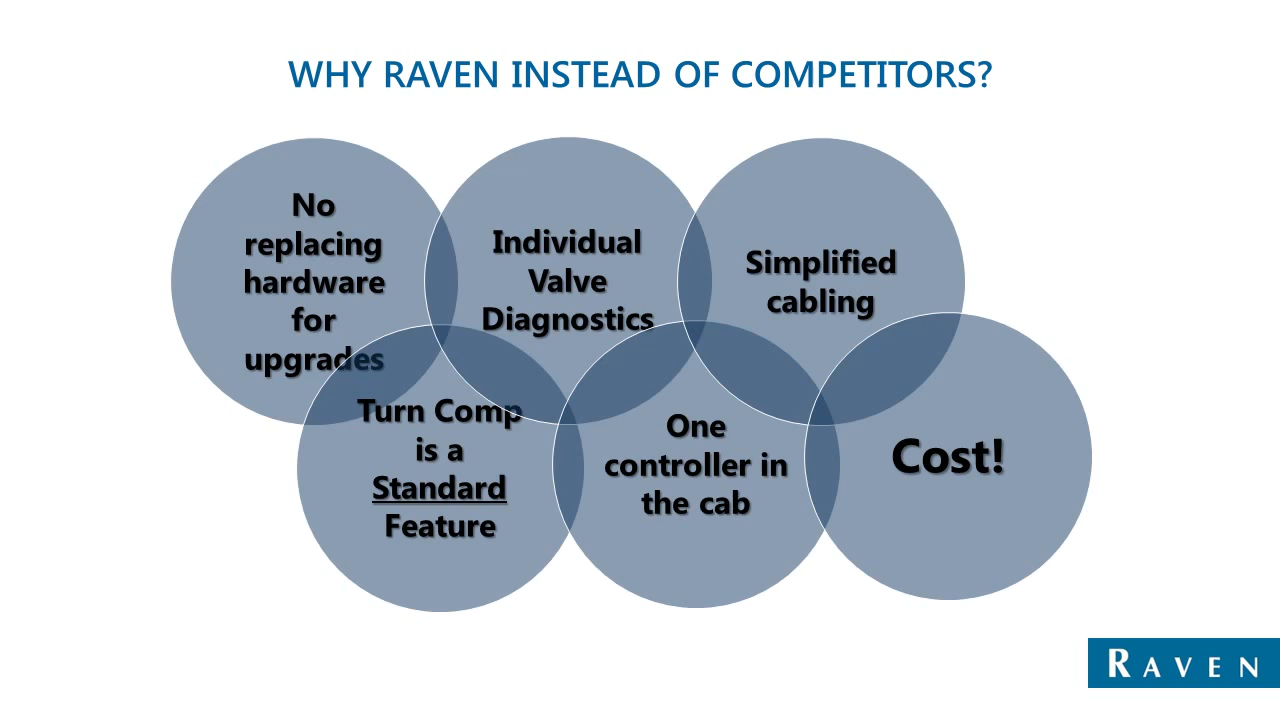 WHY RAVEN INSTEAD OF COMPETITORS?
No
replacing
hardware
for
upgrades
Individual
Valve
Diagnostics
Simplified
cabling
Turn Comp
is a
Standard
Feature
One
controller in
the cab
Cost!
RAVEN